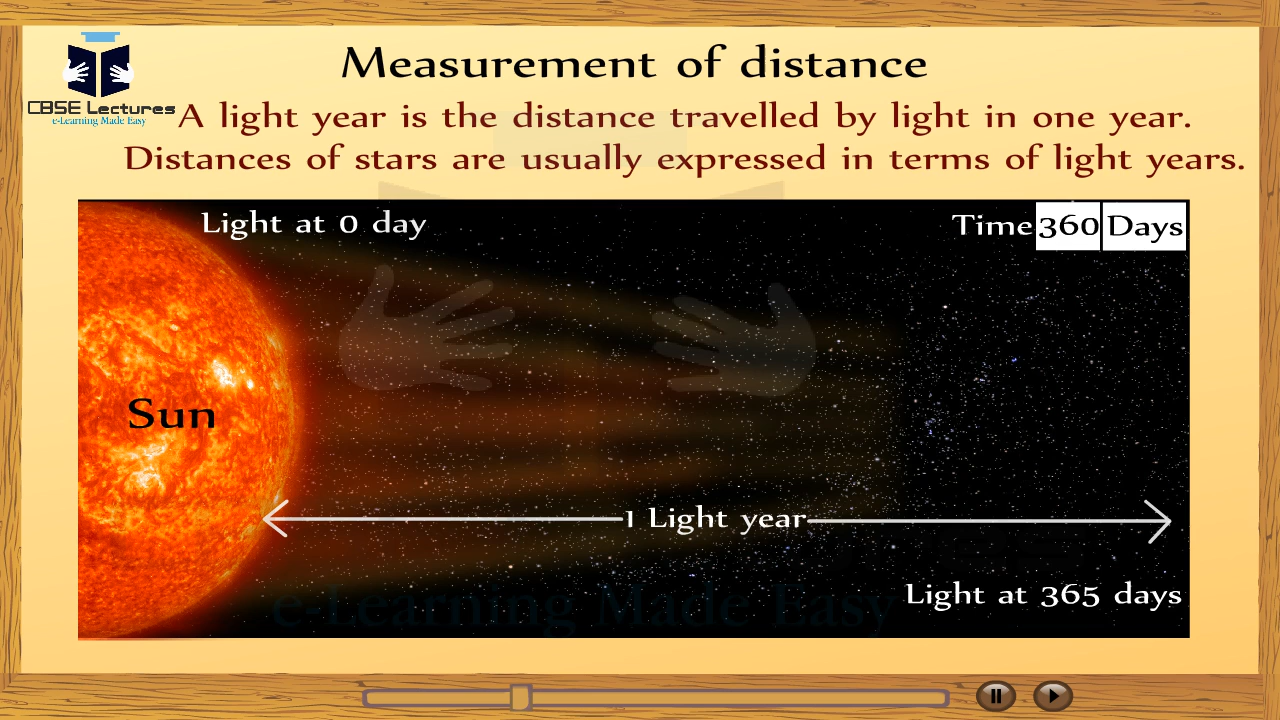 Measurement of distance
CBSE Lectures
e-Learning Made Easy
A light year is the distance travelled by light in one year.
Distances of stars are usually expressed in terms of light years.
Light at 0 day
Time 360 Days
Sun
1 Light year
Light at 365 days
e-Learning Made Easy